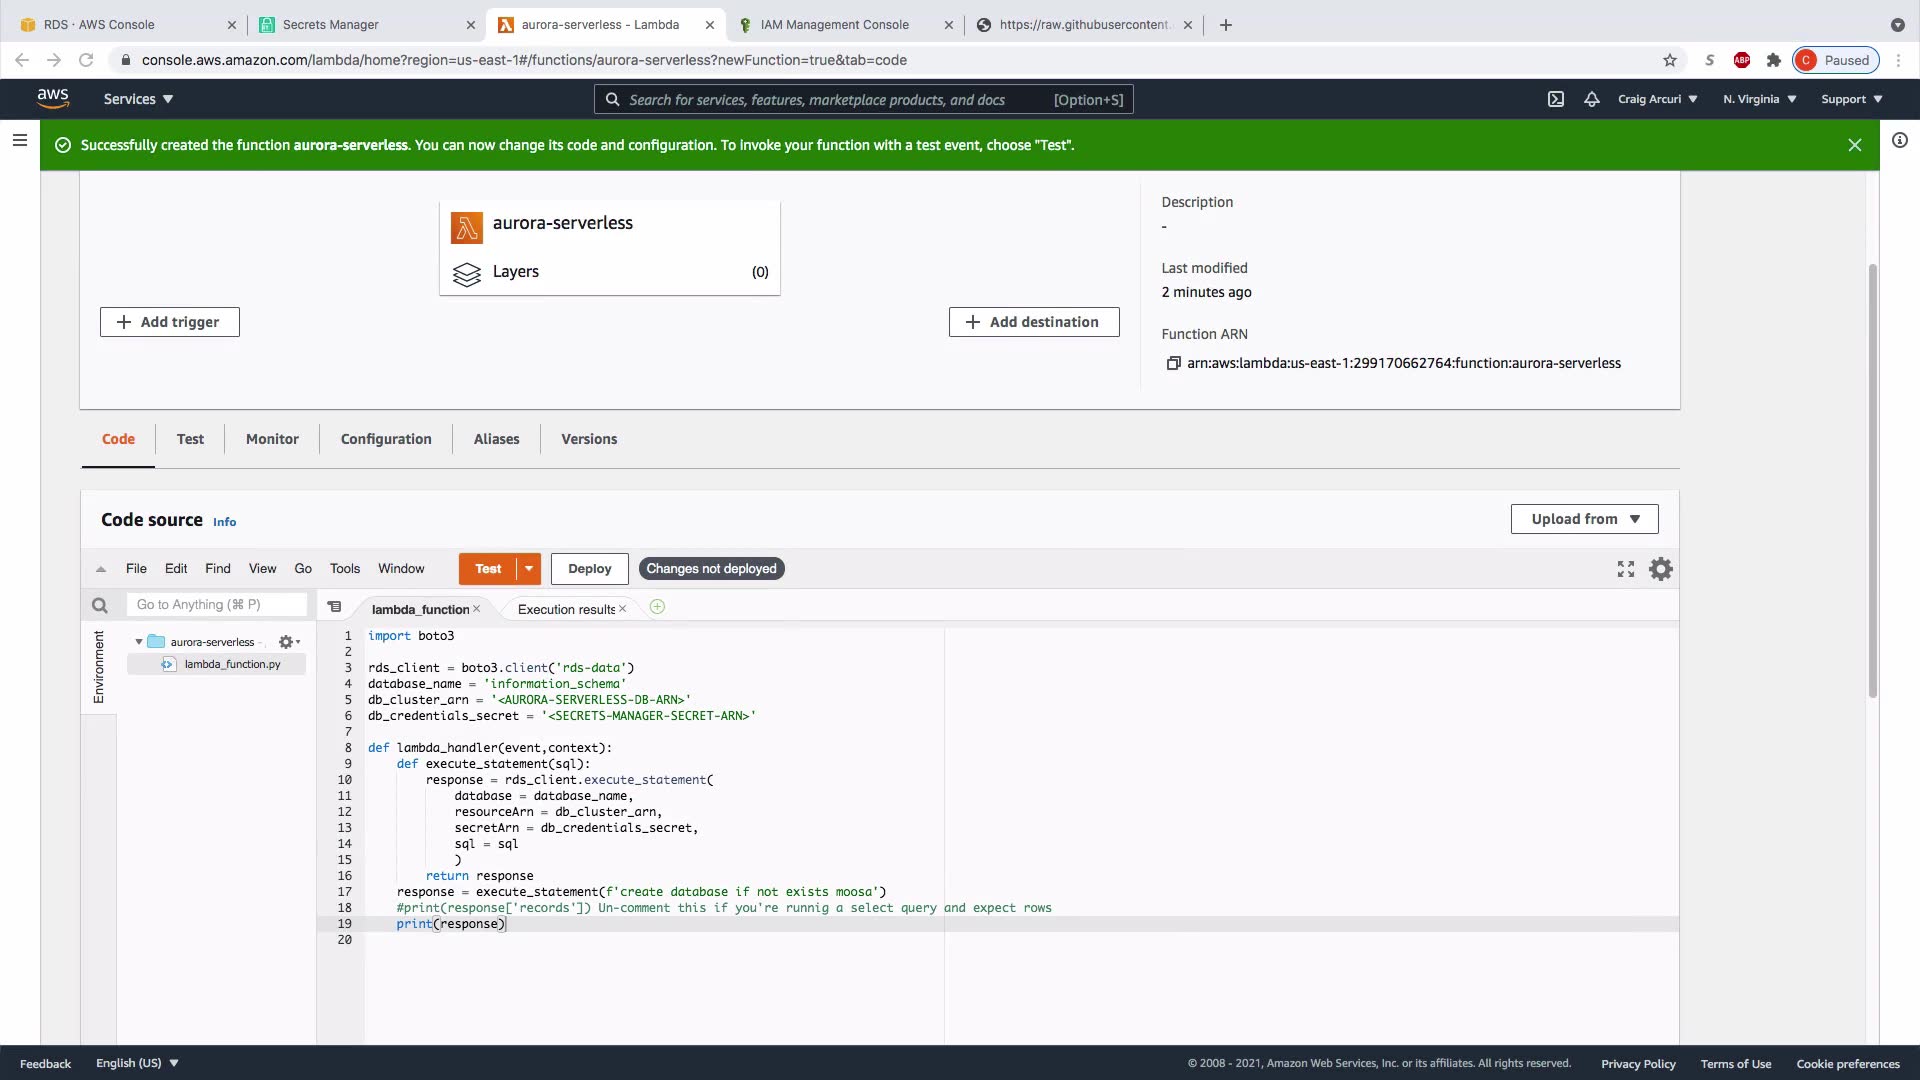 RDS · AWS Console
Secrets Manager
aurora-serverless - Lambda
IAM Management Console
https://raw.githubusercontent.
console.aws.amazon.com/lambda/home?region=us-east-1#/functions/aurora-serverless?newFunction=true&tab=code
S
ABP
C
Paused
aws
Services
Search for services, features, marketplace products, and docs
[Option+S]
Craig Arcuri
N. Virginia
Support
Successfully created the function aurora-serverless. You can now change its code and configuration. To invoke your function with a test event, choose "Test".
aurora-serverless
Layers
(0)
Add trigger
Add destination
Description
-
Last modified
2 minutes ago
Function ARN
arn:aws:lambda:us-east-1:299170662764:function:aurora-serverless
Code
Test
Monitor
Configuration
Aliases
Versions
Code source
Info
Upload from
File
Edit
Find
View
Go
Tools
Window
Test
Deploy
Changes not deployed
Go to Anything (⌘ P)
lambda_function
Execution results
Environment
aurora-serverless -
lambda_function.py
1 import boto3
2
3 rds_client = boto3.client('rds-data')
4 database_name = 'information_schema'
5 db_cluster_arn = '<AURORA-SERVERLESS-DB-ARN>'
6 db_credentials_secret = '<SECRETS-MANAGER-SECRET-ARN>'
7
8 def lambda_handler(event,context):
9     def execute_statement(sql):
10         response = rds_client.execute_statement(
11             database = database_name,
12             resourceArn = db_cluster_arn,
13             secretArn = db_credentials_secret,
14             sql = sql
15             )
16         return response
17     response = execute_statement(f'create database if not exists moosa')
18     #print(response['records']) Un-comment this if you're runnig a select query and expect rows
19     print(response)
20
Feedback
English (US)
© 2008 - 2021, Amazon Web Services, Inc. or its affiliates. All rights reserved.
Privacy Policy
Terms of Use
Cookie preferences